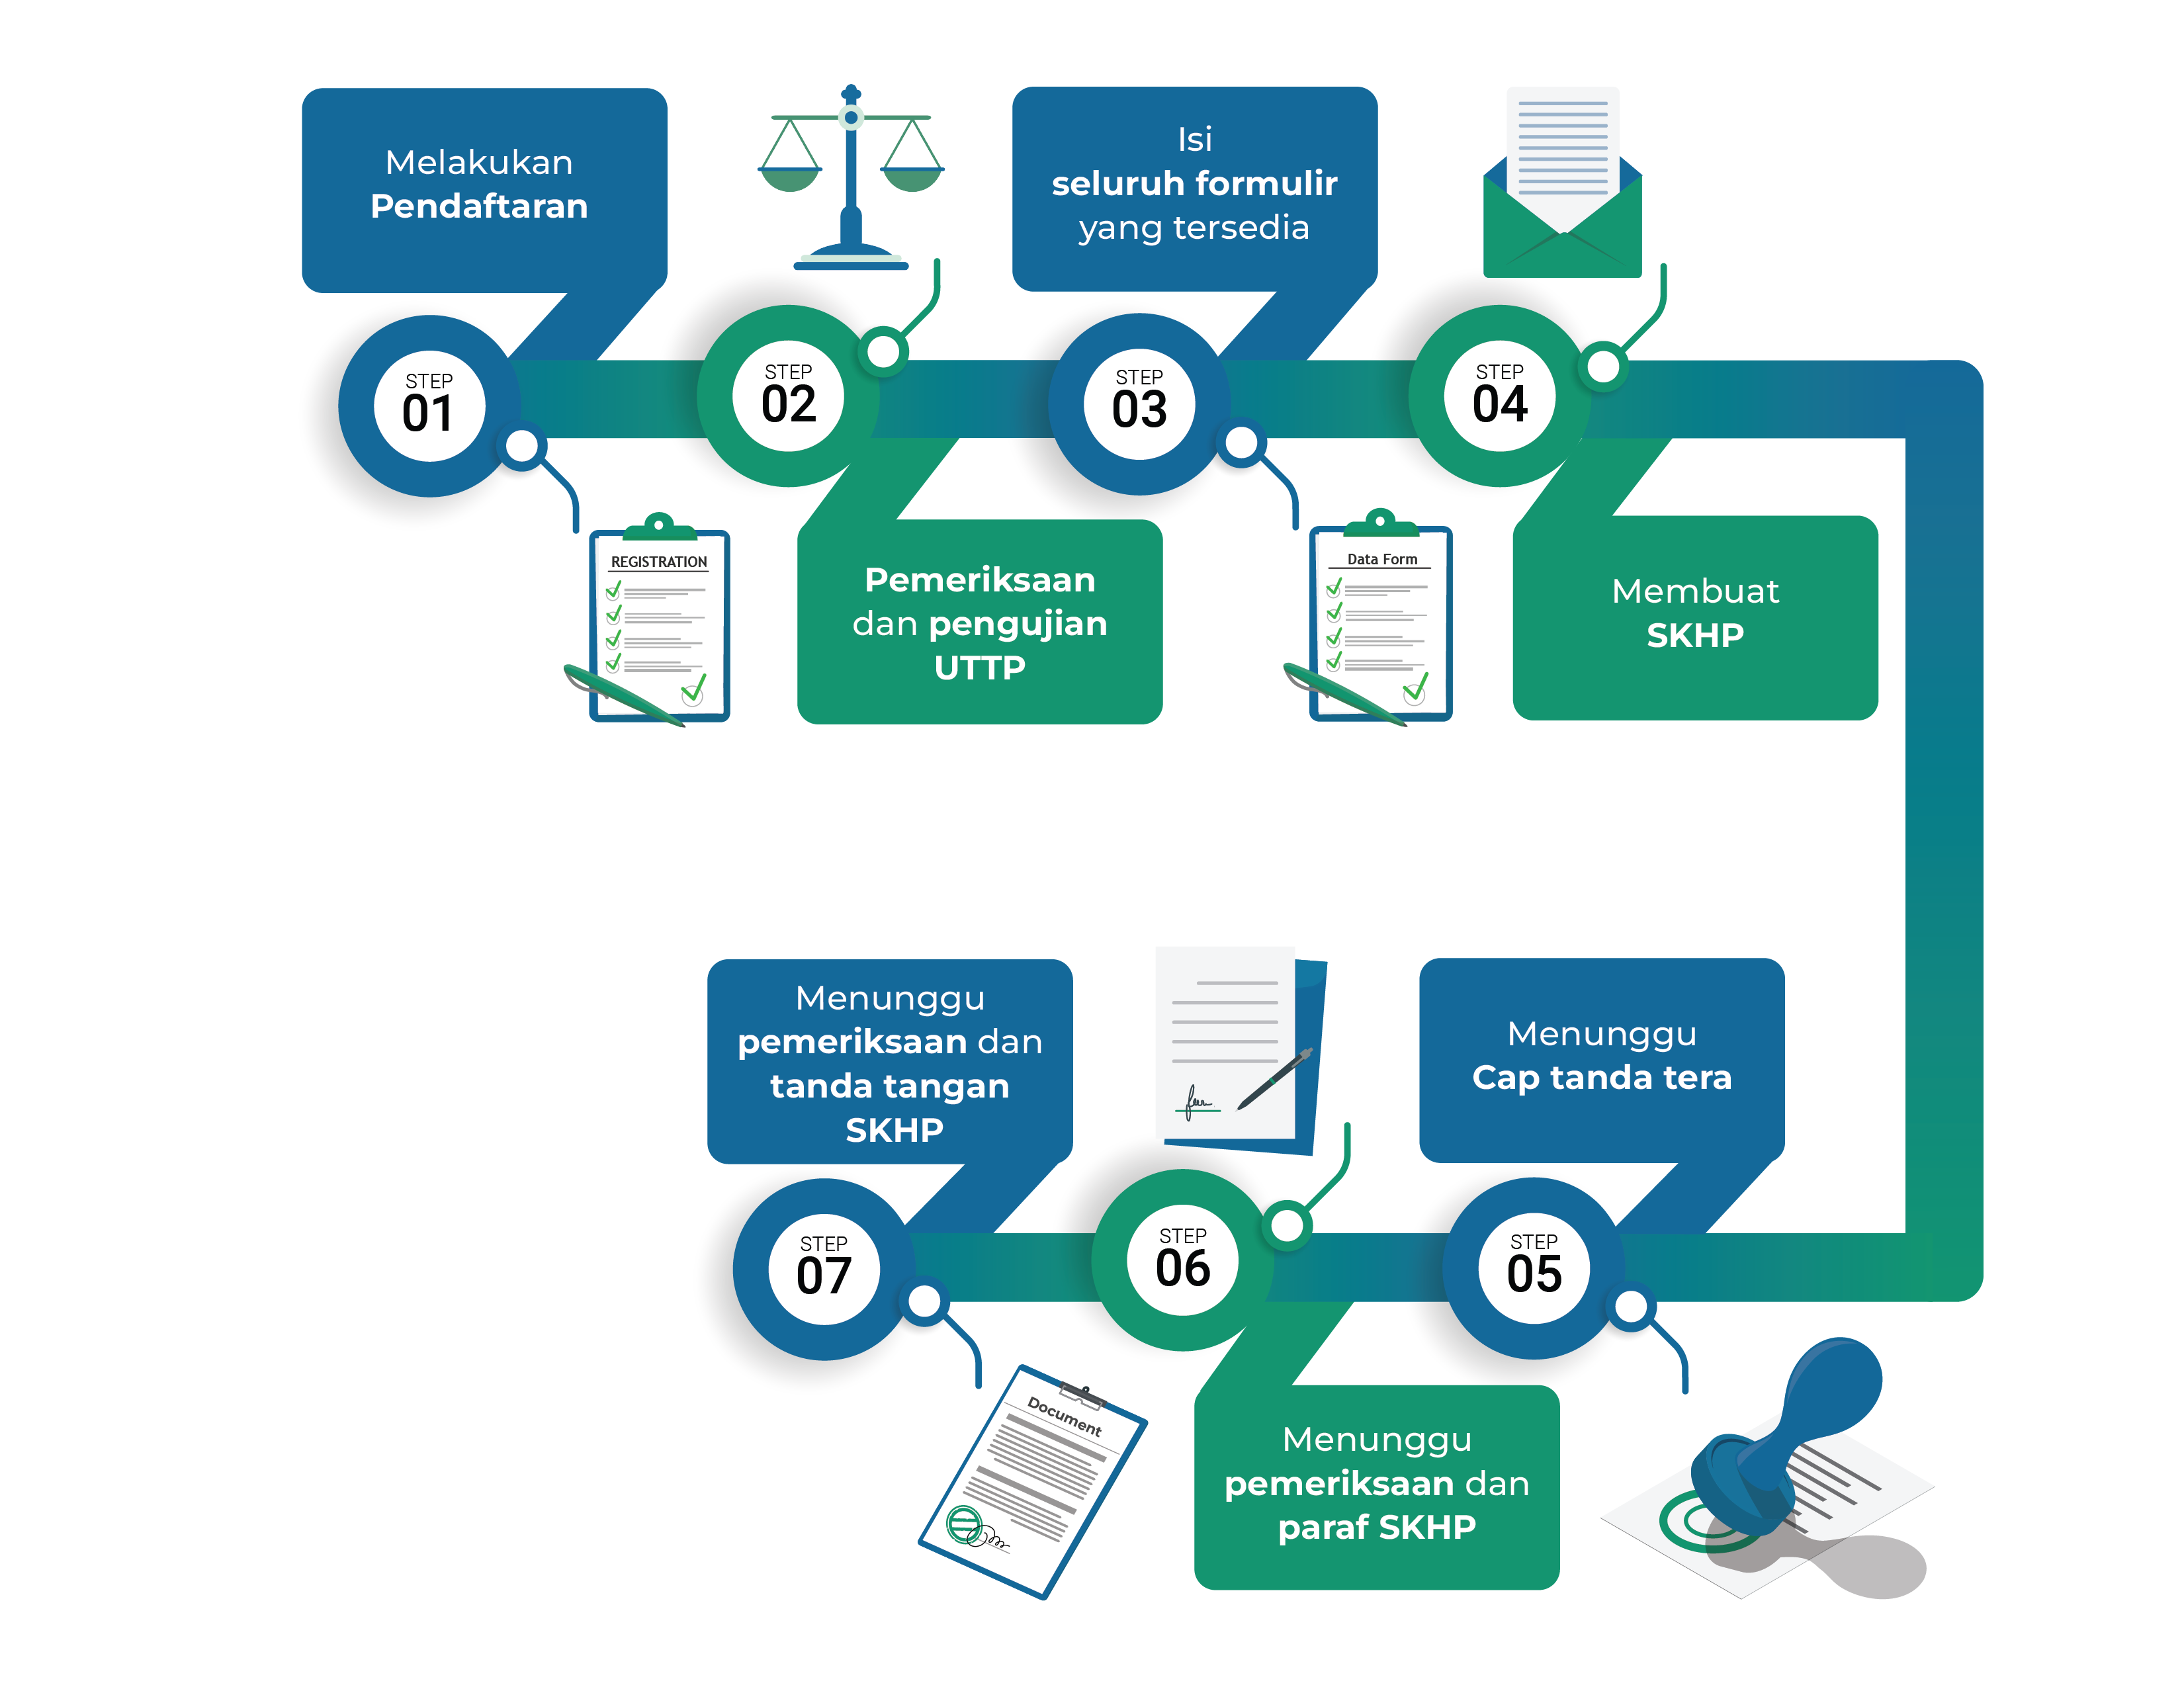 Melakukan
Pendaftaran
STEP
01
REGISTRATION
STEP
02
Pemeriksaan
dan pengujian
UTTP
Isi
seluruh formulir
yang tersedia
STEP
03
Data Form
STEP
04
Membuat
SKHP
Menunggu
Cap tanda tera
STEP
05
STEP
06
Menunggu
pemeriksaan dan
paraf SKHP
Menunggu
pemeriksaan dan
tanda tangan
SKHP
STEP
07
Document